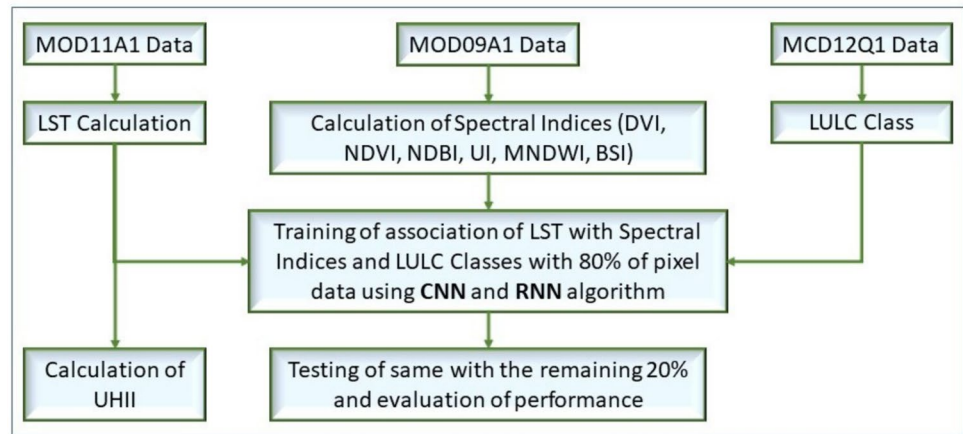 MOD11A1 Data
MOD09A1 Data
MCD12Q1 Data
LST Calculation
Calculation of Spectral Indices (DVI,
NDVI, NDBI, UI, MNDWI, BSI)
LULC Class
Training of association of LST with Spectral
Indices and LULC Classes with 80% of pixel
data using CNN and RNN algorithm
Calculation of
UHII
Testing of same with the remaining 20%
and evaluation of performance